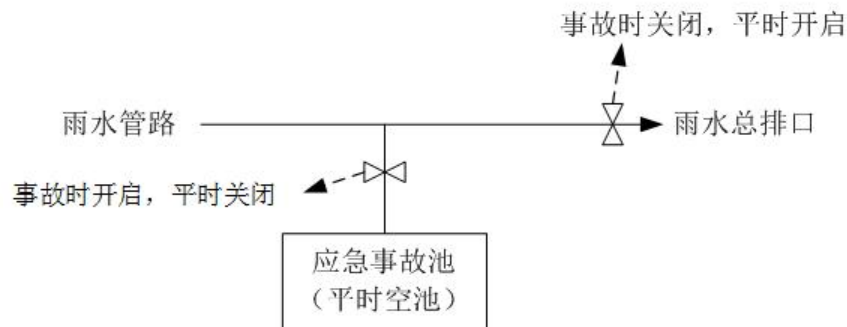 事故时关闭，平时开启
雨水管路
雨水总排口
事故时开启，平时关闭
应急事故池
（平时空池）